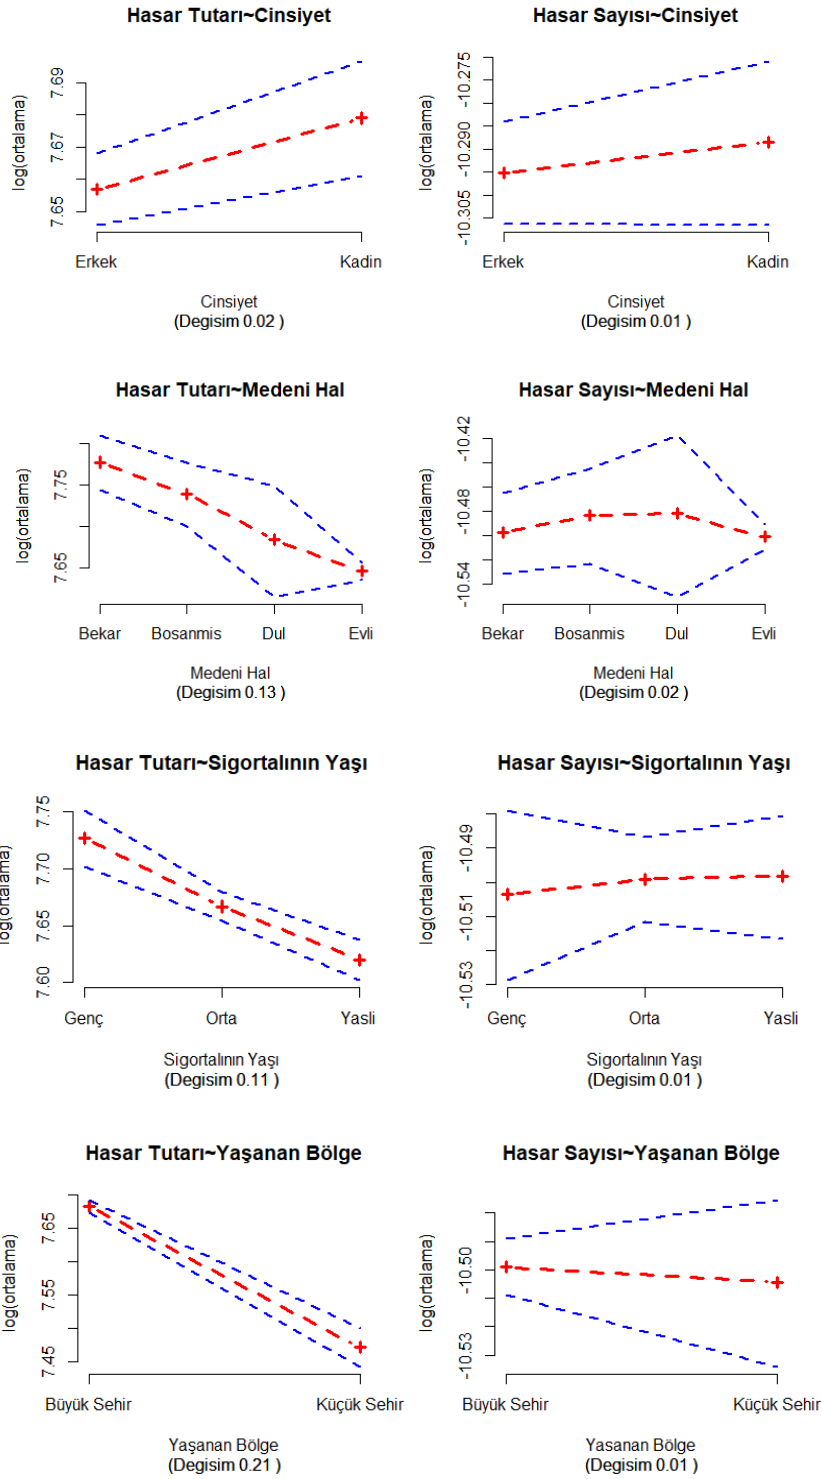 Hasar Tutarı~Cinsiyet
log(ortalama)
7.69
7.67
7.65
Erkek Kadin
Cinsiyet
(Degisim 0.02 )
Hasar Sayısı~Cinsiyet
log(ortalama)
-10.275
-10.290
-10.305
Erkek Kadin
Cinsiyet
(Degisim 0.01 )
Hasar Tutarı~Medeni Hal
log(ortalama)
7.75
7.65
Bekar Bosanmis Dul Evli
Medeni Hal
(Degisim 0.13 )
Hasar Sayısı~Medeni Hal
log(ortalama)
-10.42
-10.48
-10.54
Bekar Bosanmis Dul Evli
Medeni Hal
(Degisim 0.02 )
Hasar Tutarı~Sigortalının Yaşı
log(ortalama)
7.75
7.70
7.65
7.60
Genç Orta Yasli
Sigortalının Yaşı
(Degisim 0.11 )
Hasar Sayısı~Sigortalının Yaşı
log(ortalama)
-10.49
-10.51
-10.53
Genç Orta Yasli
Sigortalının Yaşı
(Degisim 0.01 )
Hasar Tutarı~Yaşanan Bölge
log(ortalama)
7.65
7.55
7.45
Büyük Sehir Küçük Sehir
Yaşanan Bölge
(Degisim 0.21 )
Hasar Sayısı~Yaşanan Bölge
log(ortalama)
-10.50
-10.53
Büyük Sehir Küçük Sehir
Yasanan Bölge
(Degisim 0.01 )